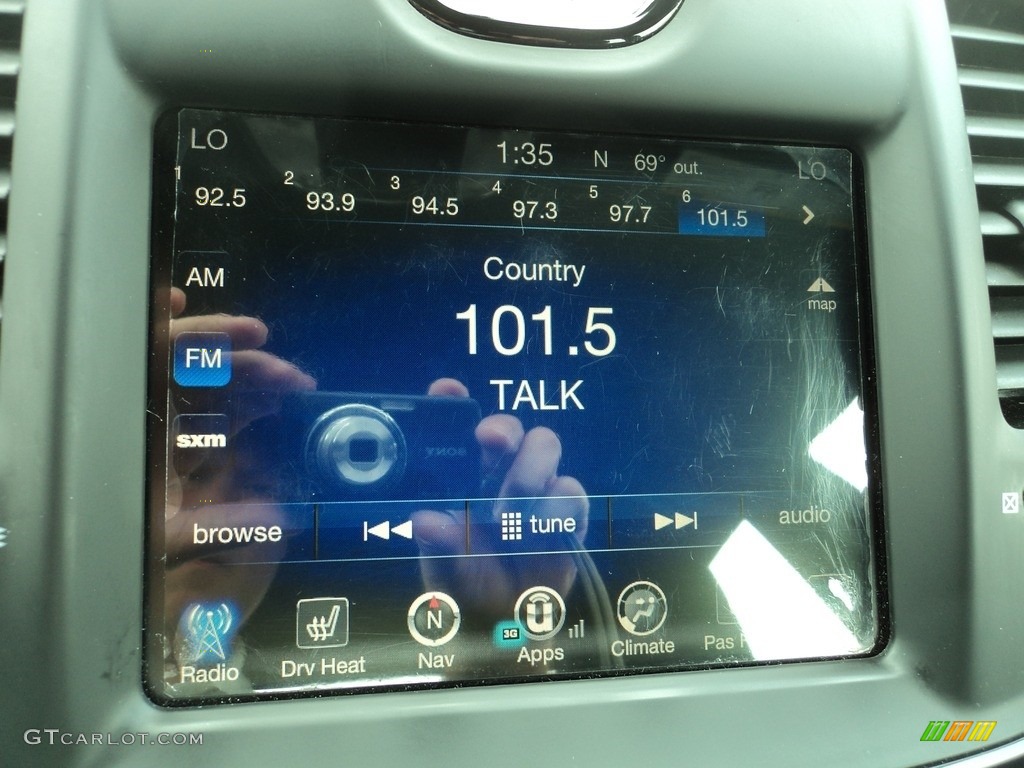 LO 1:35 N 69° out. LO
1 92.5 2 93.9 3 94.5 4 97.3 5 97.7 6 101.5
AM
Country
map
101.5
FM
TALK
sxm
SONY
browse tune audio
N 3G
Radio Drv Heat Nav Apps Climate Pas
GTCARLOT.COM